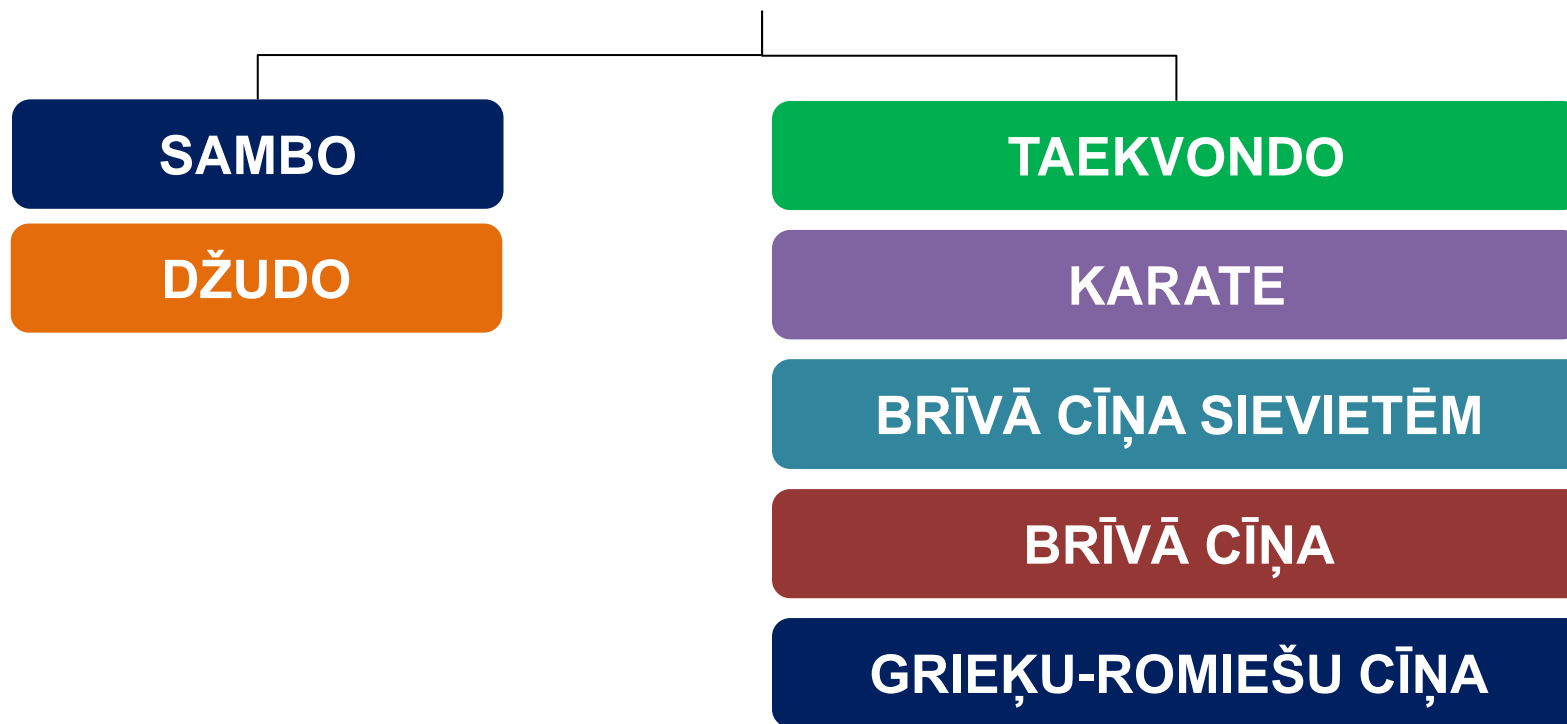 SAMBO
DŽUDO
TAEKVONDO
KARATE
BRĪVĀ CĪŅA SIEVIETĒM
BRĪVĀ CĪŅA
GRIEĶU-ROMIEŠU CĪŅA